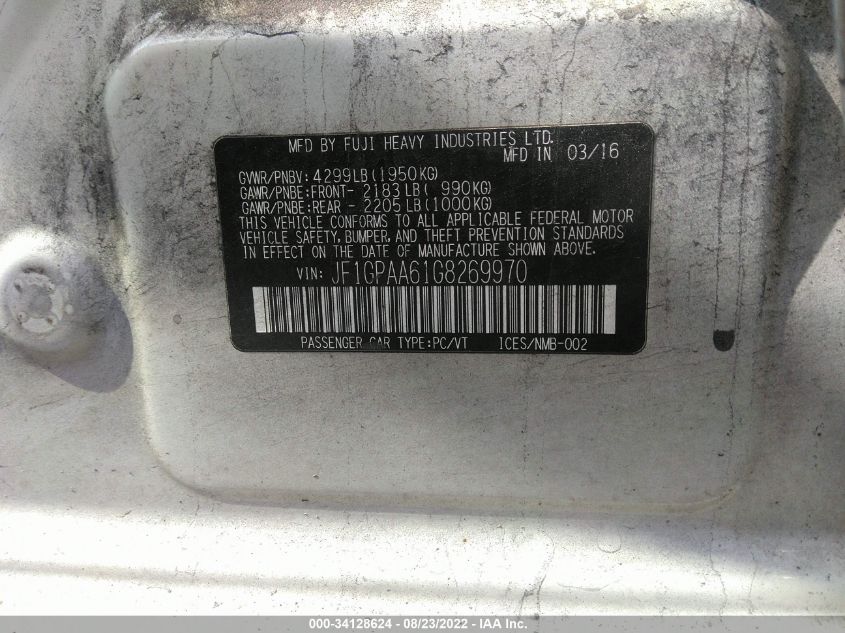 MFD BY FUJI HEAVY INDUSTRIES LTD.
MFD IN 03/16
GVWR/PNBV: 4299LB(1950KG)
GAWR/PNBE:FRONT- 2183LB( 990KG)
GAWR/PNBE:REAR - 2205LB(1000KG)
THIS VEHICLE CONFORMS TO ALL APPLICABLE FEDERAL MOTOR
VEHICLE SAFETY, BUMPER, AND THEFT PREVENTION STANDARDS
IN EFFECT ON THE DATE OF MANUFACTURE SHOWN ABOVE.
VIN: JF1GPAA61G8269970
PASSENGER CAR TYPE:PC/VT ICES/NMB-002
000-34128624 - 08/23/2022 - IAA Inc.